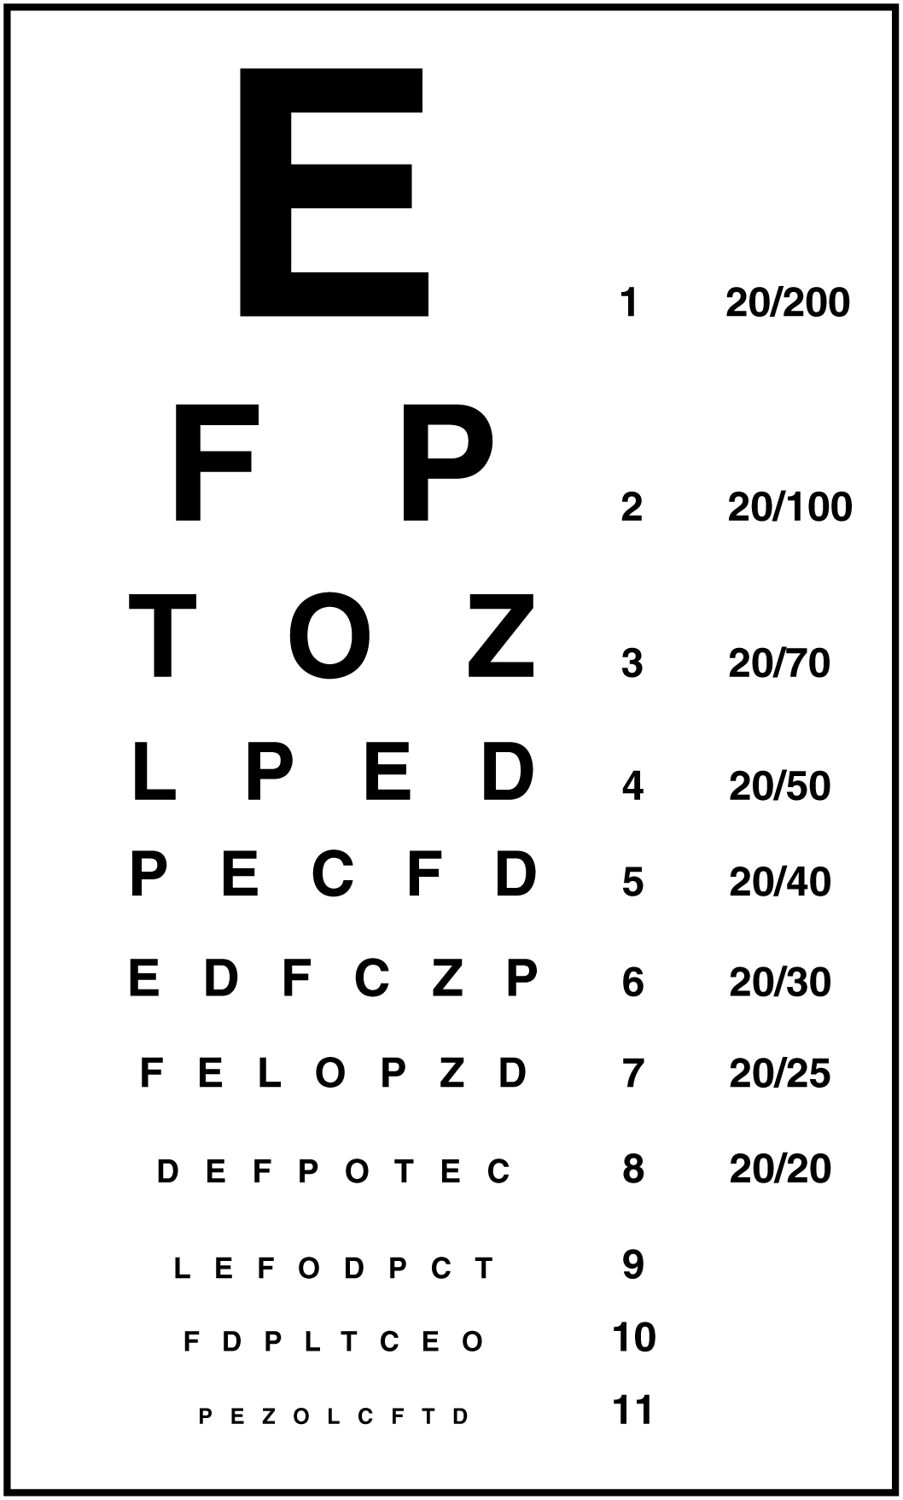 E 1 20/200
F P 2 20/100
T O Z 3 20/70
L P E D 4 20/50
P E C F D 5 20/40
E D F C Z P 6 20/30
F E L O P Z D 7 20/25
D E F P O T E C 8 20/20
L E F O D P C T 9
F D P L T C E O 10
P E Z O L C F T D 11